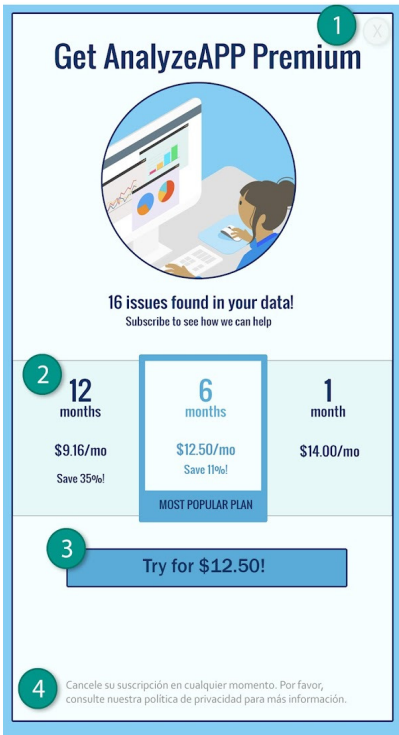 1
X
Get AnalyzeAPP Premium
16 issues found in your data!
Subscribe to see how we can help
2
12
months
$9.16/mo
Save 35%!
6
months
$12.50/mo
Save 11%!
MOST POPULAR PLAN
1
month
$14.00/mo
3
Try for $12.50!
4
Cancele su suscripción en cualquier momento. Por favor,
consulte nuestra política de privacidad para más información.